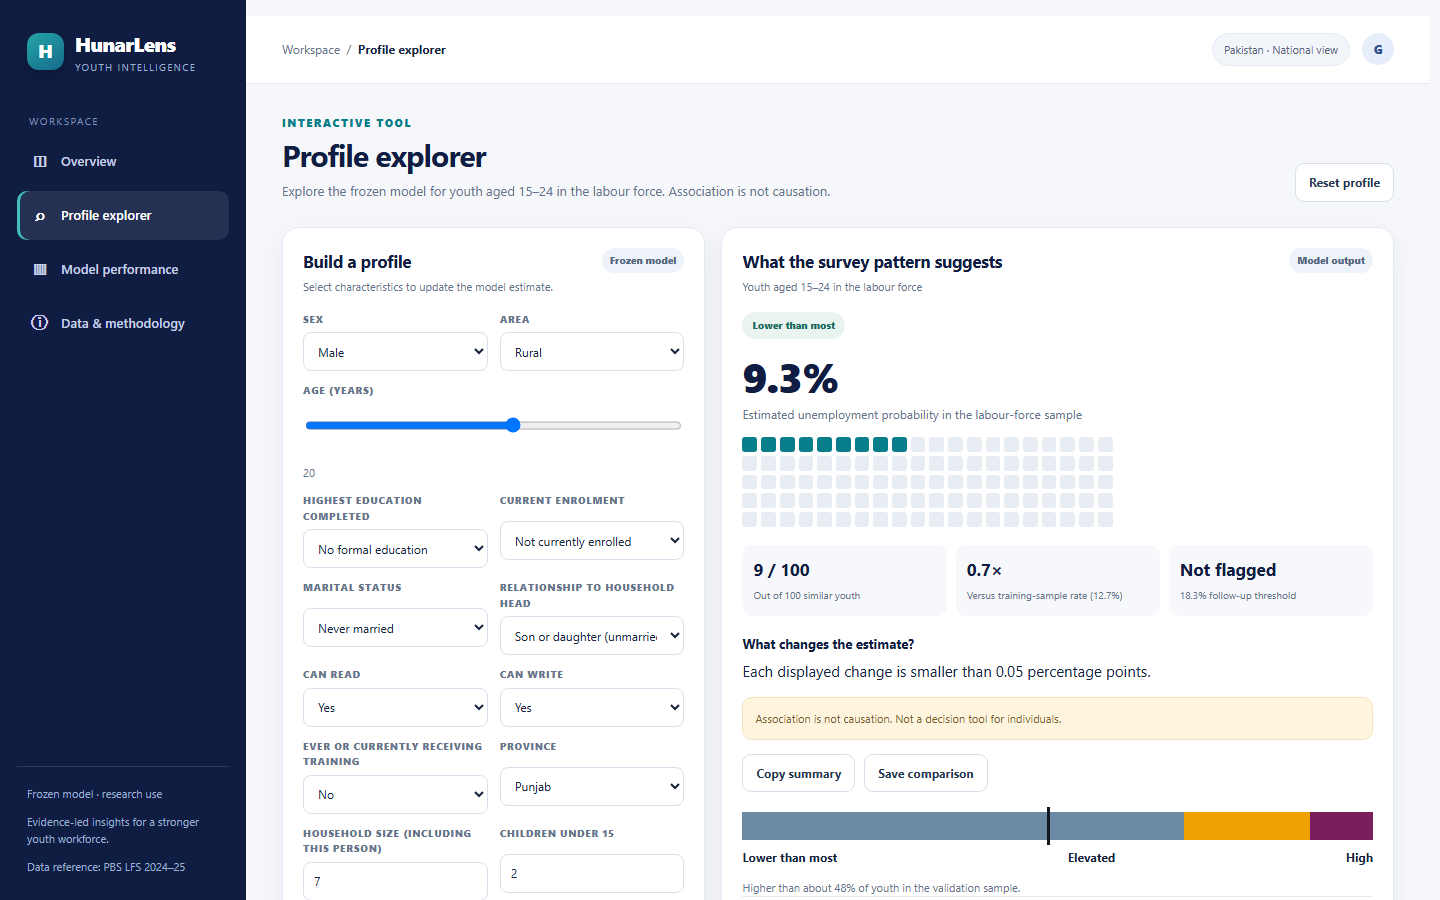 H
HunarLens
YOUTH INTELLIGENCE
WORKSPACE
Overview
Profile explorer
Model performance
Data & methodology
Frozen model · research use
Evidence-led insights for a stronger
youth workforce.
Data reference: PBS LFS 2024–25
Workspace / Profile explorer
Pakistan · National view
G
INTERACTIVE TOOL
Profile explorer
Explore the frozen model for youth aged 15–24 in the labour force. Association is not causation.
Reset profile
Build a profile
Frozen model
Select characteristics to update the model estimate.
SEX
AREA
Male
Rural
AGE (YEARS)
20
HIGHEST EDUCATION
COMPLETED
CURRENT ENROLMENT
No formal education
Not currently enrolled
MARITAL STATUS
RELATIONSHIP TO HOUSEHOLD
HEAD
Never married
Son or daughter (unmarried
CAN READ
CAN WRITE
Yes
Yes
EVER OR CURRENTLY RECEIVING
TRAINING
PROVINCE
No
Punjab
HOUSEHOLD SIZE (INCLUDING
THIS PERSON)
CHILDREN UNDER 15
7
2
What the survey pattern suggests
Model output
Youth aged 15–24 in the labour force
Lower than most
9.3%
Estimated unemployment probability in the labour-force sample
9 / 100
Out of 100 similar youth
0.7×
Versus training-sample rate (12.7%)
Not flagged
18.3% follow-up threshold
What changes the estimate?
Each displayed change is smaller than 0.05 percentage points.
Association is not causation. Not a decision tool for individuals.
Copy summary
Save comparison
Lower than most
Elevated
High
Higher than about 48% of youth in the validation sample.